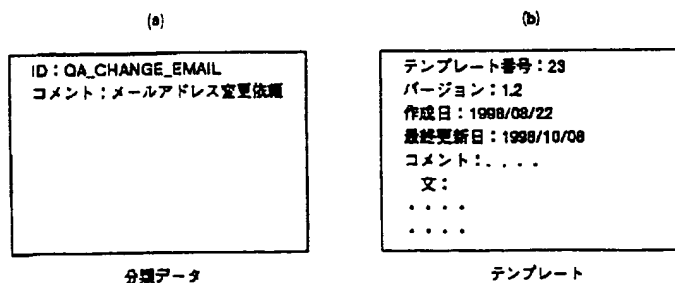 (a)
ID：QA_CHANGE_EMAIL
コメント：メールアドレス変更依頼
分類データ
(b)
テンプレート番号：23
バージョン：1.2
作成日：1998/08/22
最終更新日：1998/10/08
コメント：. . . .
文：
・・・・
・・・・
テンプレート